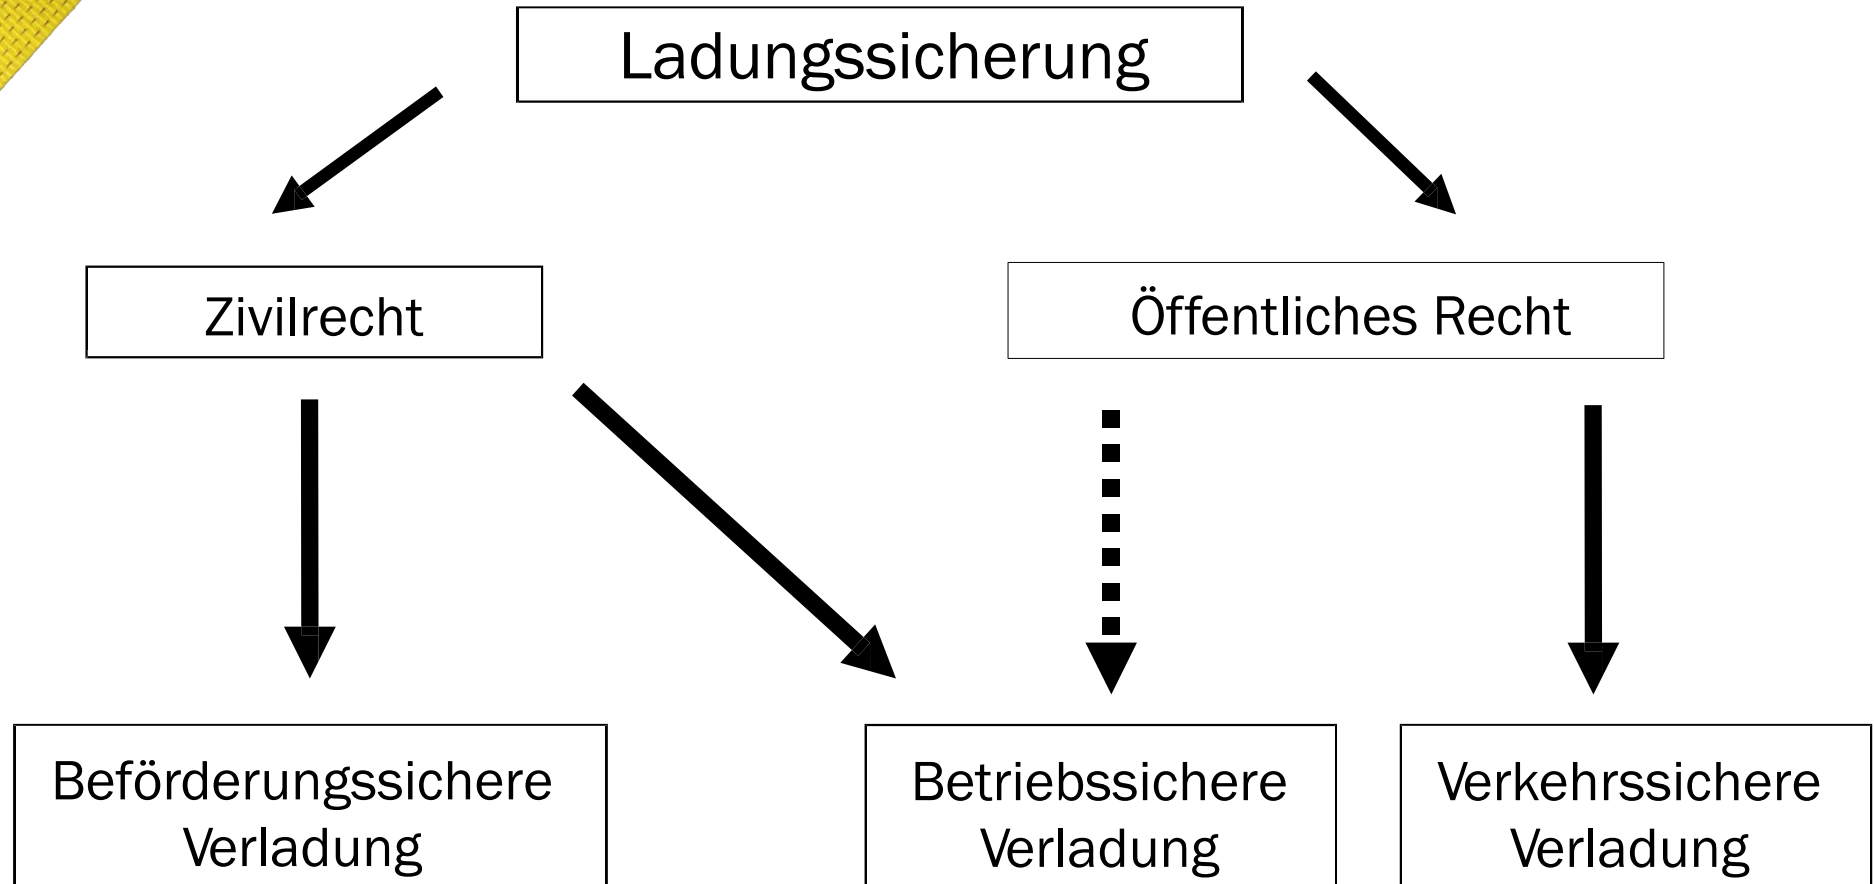 Ladungssicherung
Zivilrecht
Öffentliches Recht
Beförderungssichere
Verladung
Betriebssichere
Verladung
Verkehrssichere
Verladung